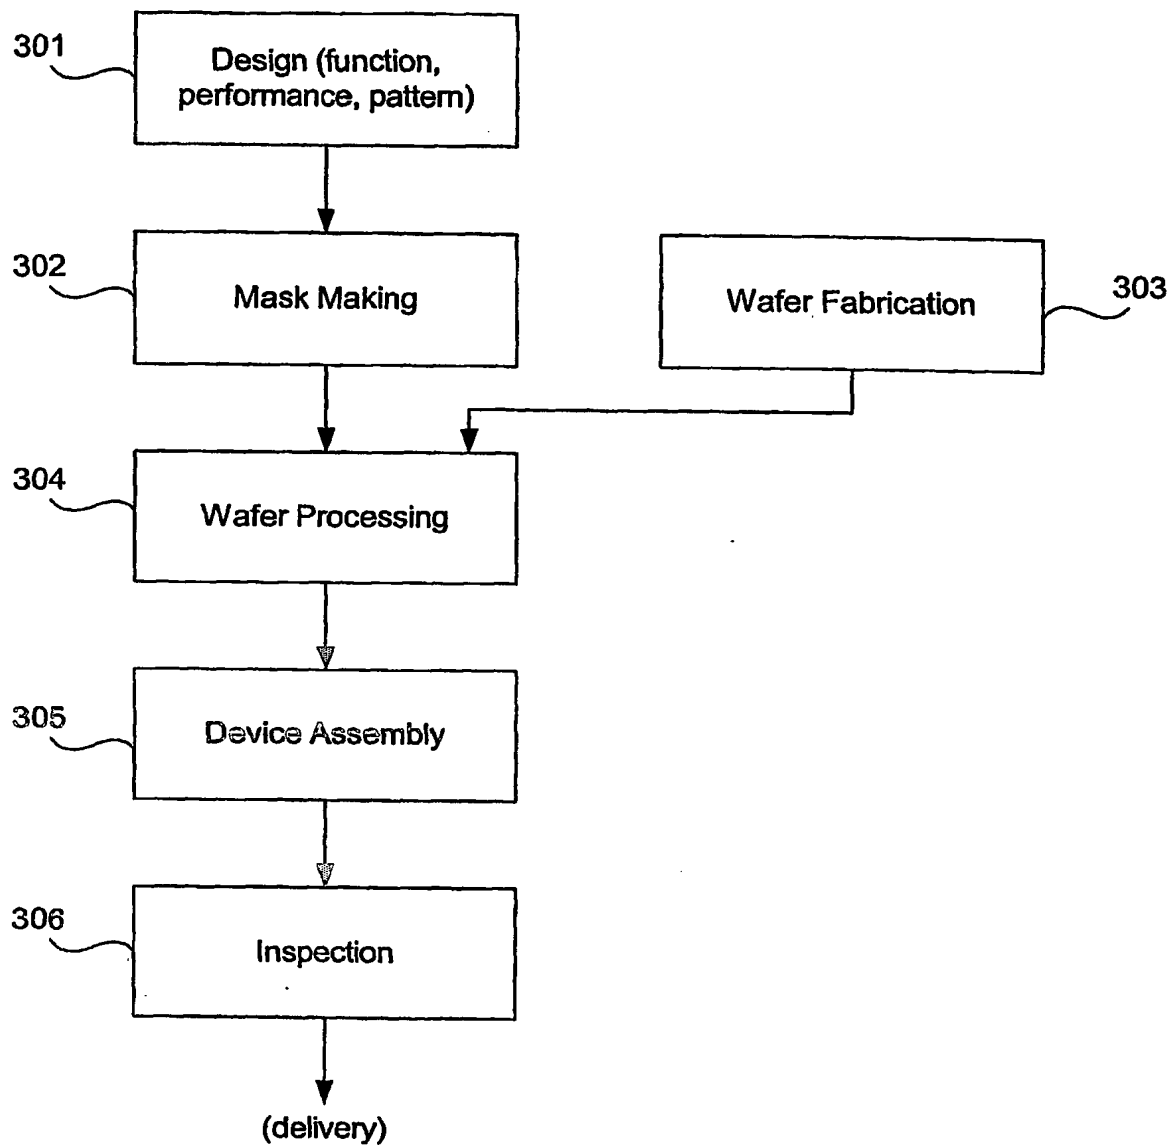 301
Design (function,
performance, pattern)
302
Mask Making
Wafer Fabrication
303
304
Wafer Processing
305
Device Assembly
306
Inspection
(delivery)